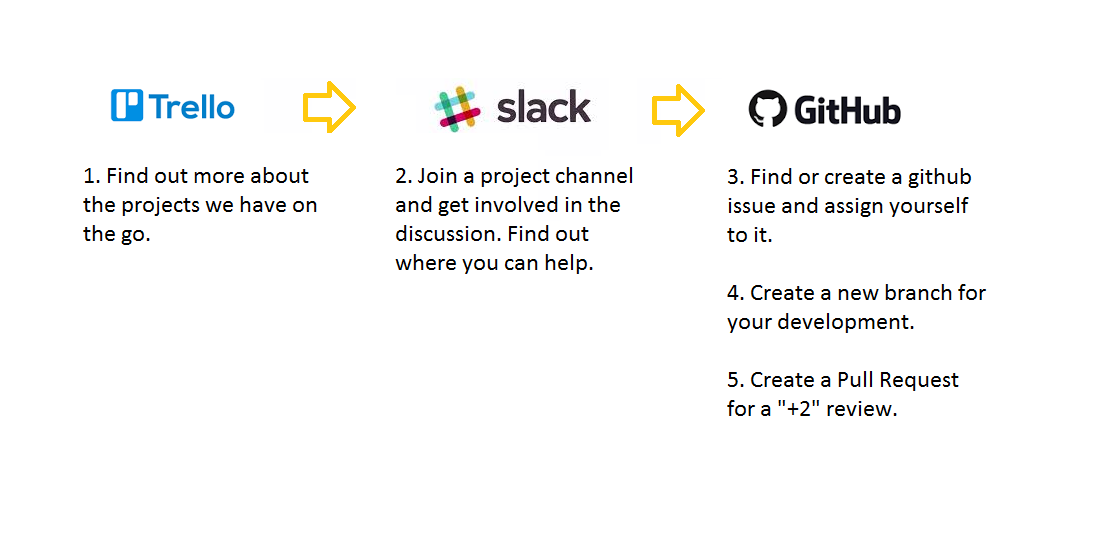 Trello
slack
GitHub
1. Find out more about
the projects we have on
the go.
2. Join a project channel
and get involved in the
discussion. Find out
where you can help.
3. Find or create a github
issue and assign yourself
to it.
4. Create a new branch for
your development.
5. Create a Pull Request
for a "+2" review.